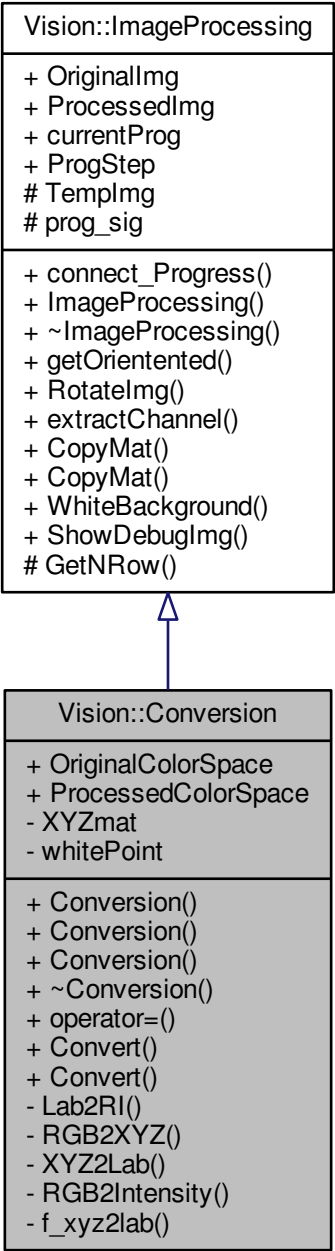 Vision::ImageProcessing
+ OriginalImg
+ ProcessedImg
+ currentProg
+ ProgStep
# TempImg
# prog_sig
+ connect_Progress()
+ ImageProcessing()
+ ~ImageProcessing()
+ getOrientented()
+ RotateImg()
+ extractChannel()
+ CopyMat()
+ CopyMat()
+ WhiteBackground()
+ ShowDebugImg()
# GetNRow()
Vision::Conversion
+ OriginalColorSpace
+ ProcessedColorSpace
- XYZmat
- whitePoint
+ Conversion()
+ Conversion()
+ Conversion()
+ ~Conversion()
+ operator=()
+ Convert()
+ Convert()
- Lab2RI()
- RGB2XYZ()
- XYZ2Lab()
- RGB2Intensity()
- f_xyz2lab()